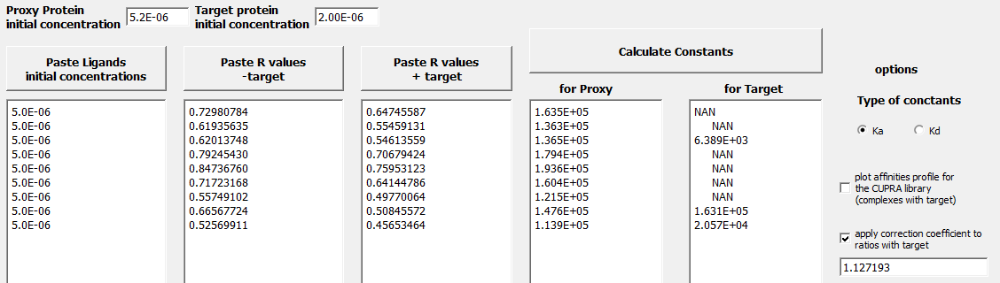 Proxy Protein
initial concentration
5.2E-06
Target protein
initial concentration
2.00E-06
Paste Ligands
initial concentrations
Paste R values
-target
Paste R values
+ target
Calculate Constants
for Proxy
for Target
5.0E-06
5.0E-06
5.0E-06
5.0E-06
5.0E-06
5.0E-06
5.0E-06
5.0E-06
5.0E-06
0.72980784
0.61935635
0.62013748
0.79245430
0.84736760
0.71723168
0.55749102
0.66567724
0.52569911
0.64745587
0.55459131
0.54613559
0.70679424
0.75953123
0.64144786
0.49770064
0.50845572
0.45653464
1.635E+05
1.363E+05
1.365E+05
1.794E+05
1.936E+05
1.604E+05
1.215E+05
1.476E+05
1.139E+05
NAN
NAN
6.389E+03
NAN
NAN
NAN
NAN
1.631E+05
2.057E+04
options
Type of conctants
Ka
Kd
plot affinities profile for
the CUPRA library
(complexes with target)
apply correction coefficient to
ratios with target
1.127193